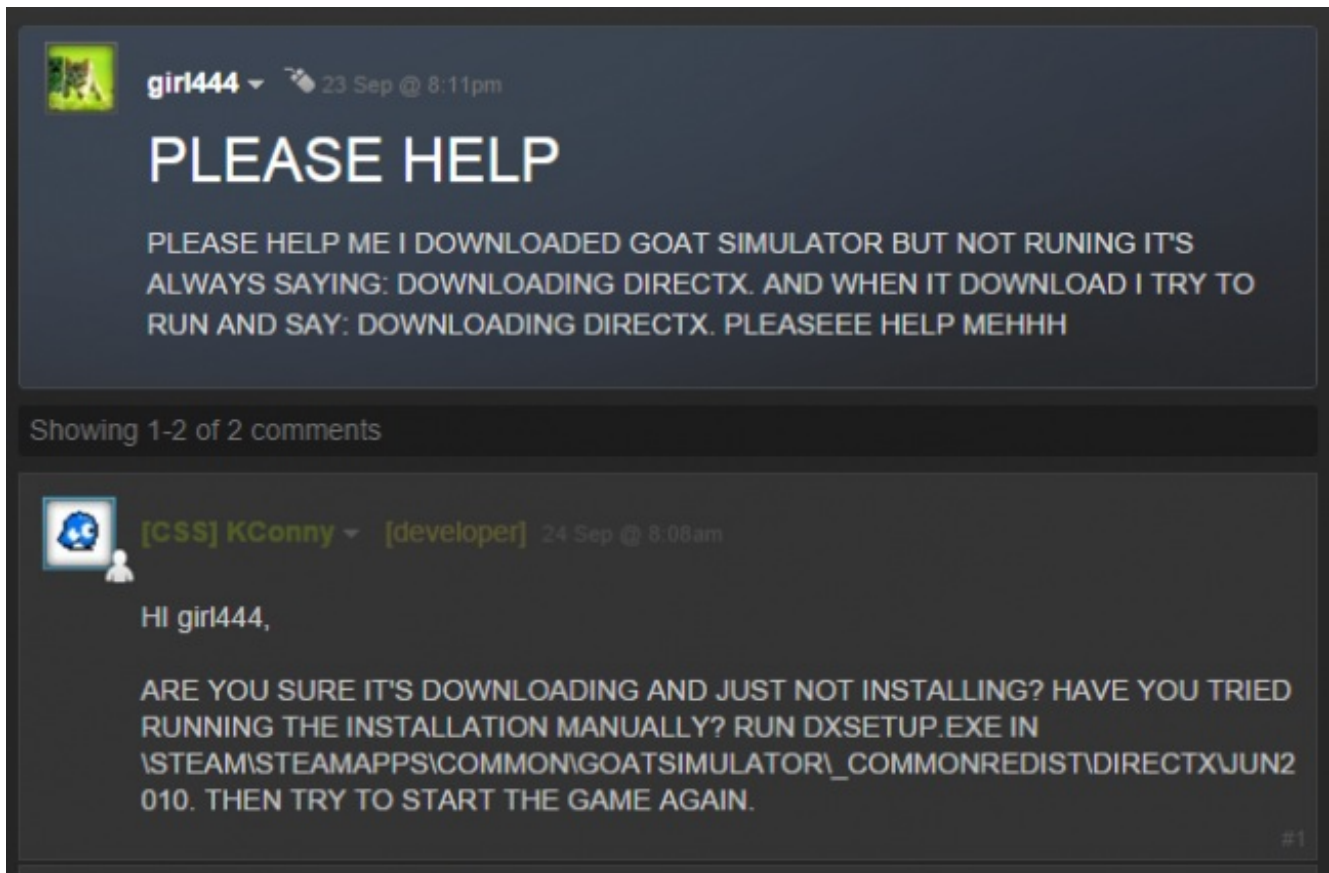 girl444 23 Sep @ 8:11pm
PLEASE HELP
PLEASE HELP ME I DOWNLOADED GOAT SIMULATOR BUT NOT RUNING IT'S
ALWAYS SAYING: DOWNLOADING DIRECTX. AND WHEN IT DOWNLOAD I TRY TO
RUN AND SAY: DOWNLOADING DIRECTX. PLEASEEE HELP MEHHH
Showing 1-2 of 2 comments
[CSS] KConny [developer] 24 Sep @ 8:08am
HI girl444,
ARE YOU SURE IT'S DOWNLOADING AND JUST NOT INSTALLING? HAVE YOU TRIED
RUNNING THE INSTALLATION MANUALLY? RUN DXSETUP.EXE IN
\STEAM\STEAMAPPS\COMMON\GOATSIMULATOR\_COMMONREDIST\DIRECTX\JUN2
010. THEN TRY TO START THE GAME AGAIN.
#1